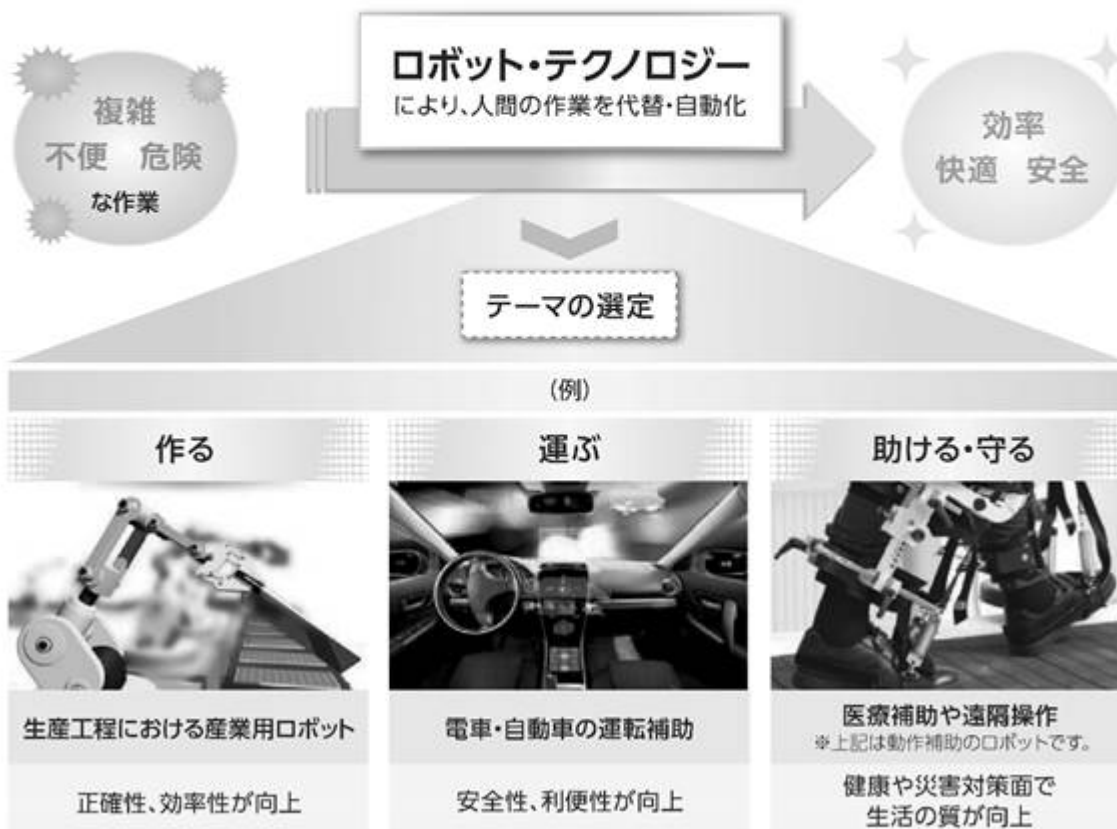 複雑
不便 危険
な作業
ロボット・テクノロジー
により、人間の作業を代替・自動化
効率
快適 安全
テーマの選定
(例)
作る
運ぶ
助ける・守る
生産工程における産業用ロボット
電車・自動車の運転補助
医療補助や遠隔操作
※上記は動作補助のロボットです。
正確性、効率性が向上
安全性、利便性が向上
健康や災害対策面で
生活の質が向上